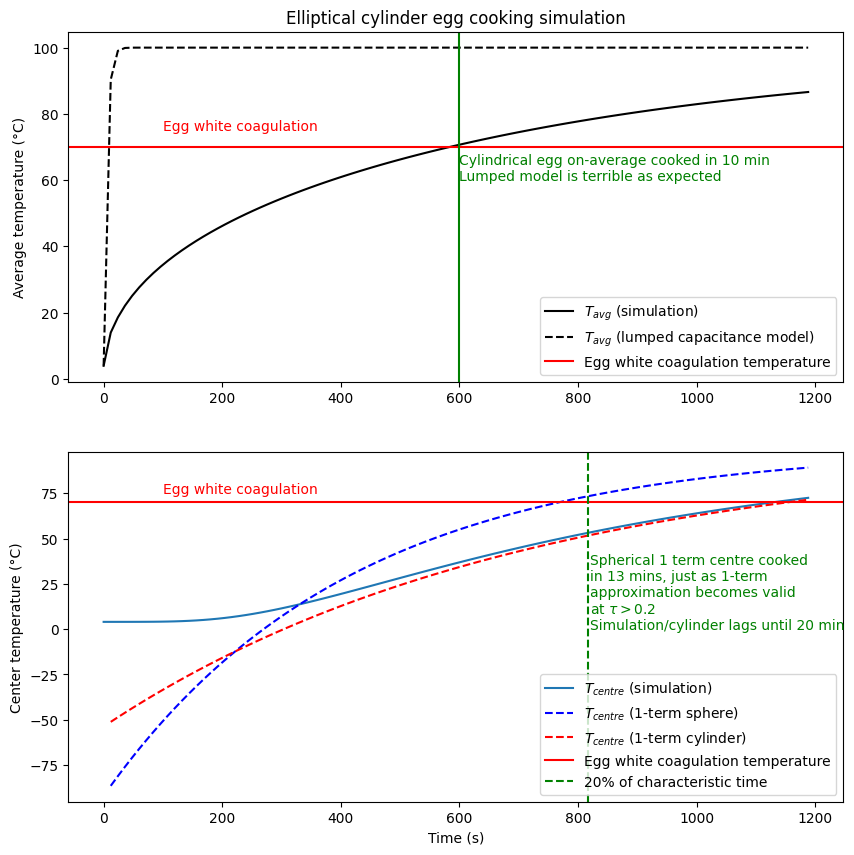 Elliptical cylinder egg cooking simulation
100
80
60
40
20
0
Average temperature (°C)
Egg white coagulation
Cylindrical egg on-average cooked in 10 min
Lumped model is terrible as expected
T_avg (simulation)
T_avg (lumped capacitance model)
Egg white coagulation temperature
0 200 400 600 800 1000 1200
75
50
25
0
−25
−50
−75
Center temperature (°C)
Egg white coagulation
Spherical 1 term centre cooked
in 13 mins, just as 1-term
approximation becomes valid
at τ > 0.2
Simulation/cylinder lags until 20 min
T_centre (simulation)
T_centre (1-term sphere)
T_centre (1-term cylinder)
Egg white coagulation temperature
20% of characteristic time
0 200 400 600 800 1000 1200
Time (s)